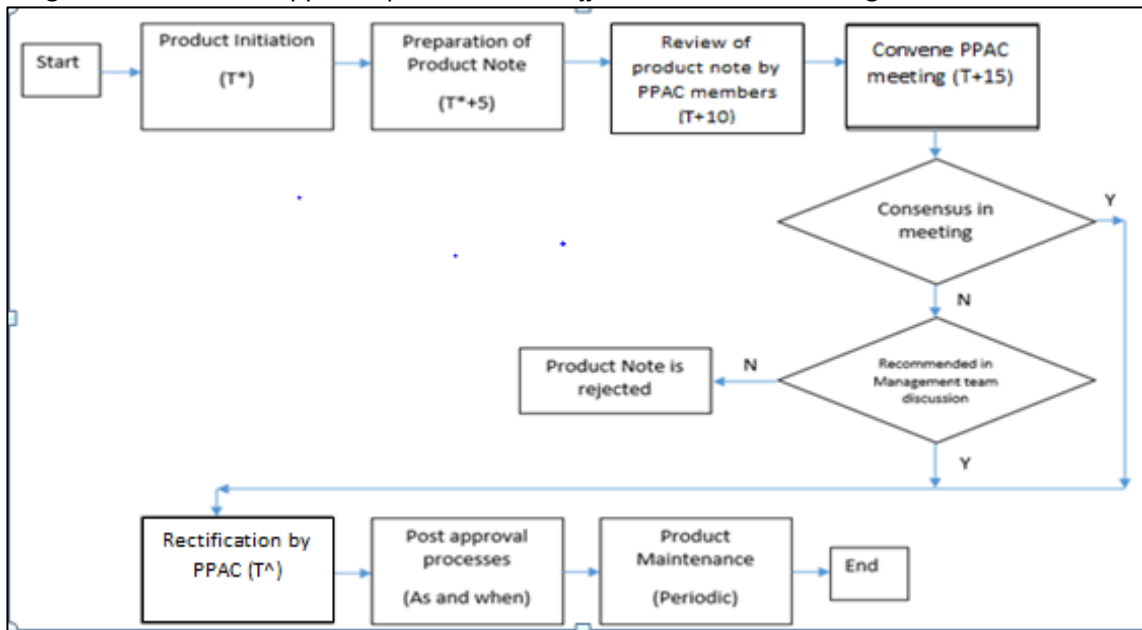 Start
Product Initiation
(T*)
Preparation of
Product Note
(T*+5)
Review of
product note by
PPAC members
(T+10)
Convene PPAC
meeting (T+15)
Consensus in
meeting
Y
N
Recommended in
Management team
discussion
N
Product Note is
rejected
Y
Rectification by
PPAC (T^)
Post approval
processes
(As and when)
Product
Maintenance
(Periodic)
End